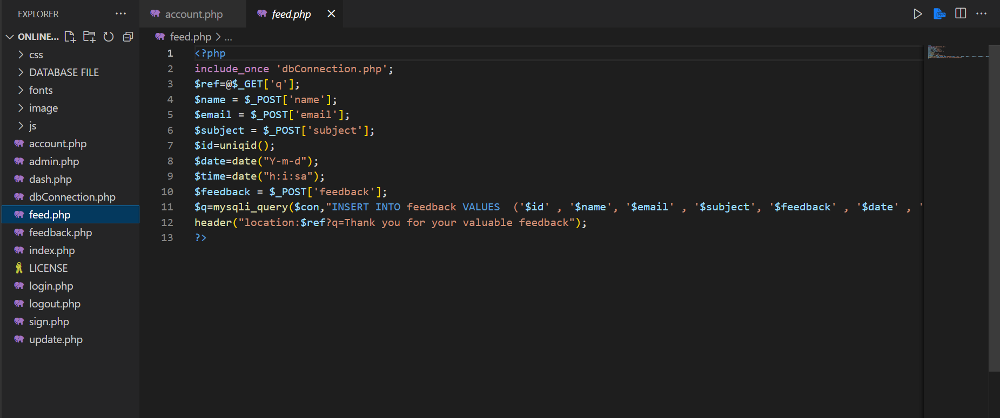 EXPLORER
ONLINE...
css
DATABASE FILE
fonts
image
js
account.php
admin.php
dash.php
dbConnection.php
feed.php
feedback.php
index.php
LICENSE
login.php
logout.php
sign.php
update.php
account.php
feed.php
feed.php > ...
1 <?php
2 include_once 'dbConnection.php';
3 $ref=@$_GET['q'];
4 $name = $_POST['name'];
5 $email = $_POST['email'];
6 $subject = $_POST['subject'];
7 $id=uniqid();
8 $date=date("Y-m-d");
9 $time=date("h:i:sa");
10 $feedback = $_POST['feedback'];
11 $q=mysqli_query($con,"INSERT INTO feedback VALUES  ('$id' , '$name', '$email' , '$subject', '$feedback' , '$date' , '
12 header("location:$ref?q=Thank you for your valuable feedback");
13 ?>